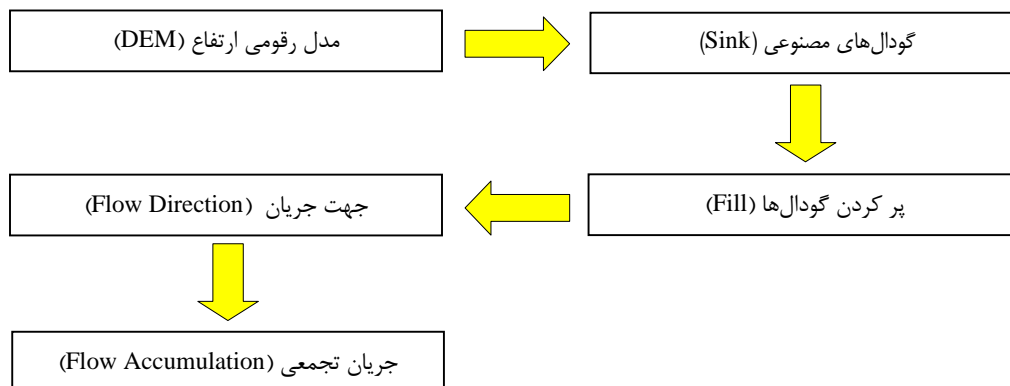 مدل رقومی ارتفاع (DEM)
گودال‌های مصنوعی (Sink)
پر کردن گودال‌ها (Fill)
جهت جریان (Flow Direction)
جریان تجمعی (Flow Accumulation)